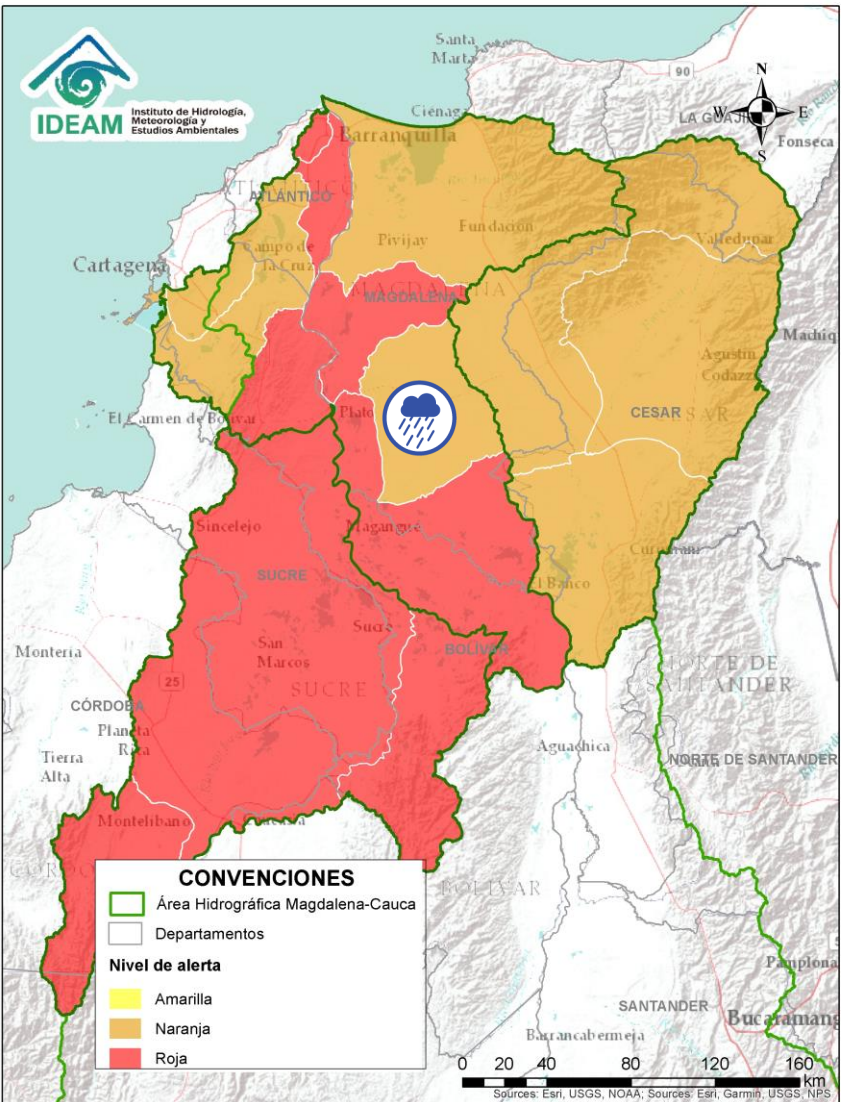 IDEAM
Instituto de Hidrología,
Meteorología y
Estudios Ambientales
Santa
Marta
90
N
W
E
S
Ciénaga
LA GUAJIRA
Fonseca
Barranquilla
ATLÁNTICO
Fundación
Pivijay
Valledupar
Campo de
la Cruz
Cartagena
MAGDALENA
Machiq
Agustín
Codazzi
El Carmen de Bolívar
Plato
CESAR
CESAR
Sincelejo
Magangué
SUCRE
Curumaní
El Banco
Sucre
BOLÍVAR
Montería
San
Marcos
SUCRE
25
NORTE DE
SANTANDER
CÓRDOBA
Planeta
Rica
Tierra
Alta
Aguachica
NORTE DE SANTANDER
Montelíbano
BOLÍVAR
CONVENCIONES
Área Hidrográfica Magdalena-Cauca
Departamentos
Nivel de alerta
Amarilla
Naranja
Roja
Pamplona
SANTANDER
Bucaramang
Barrancabermeja
0 20 40 80 120 160
km
Sources: Esri, USGS, NOAA; Sources: Esri, Garmin, USGS, NPS